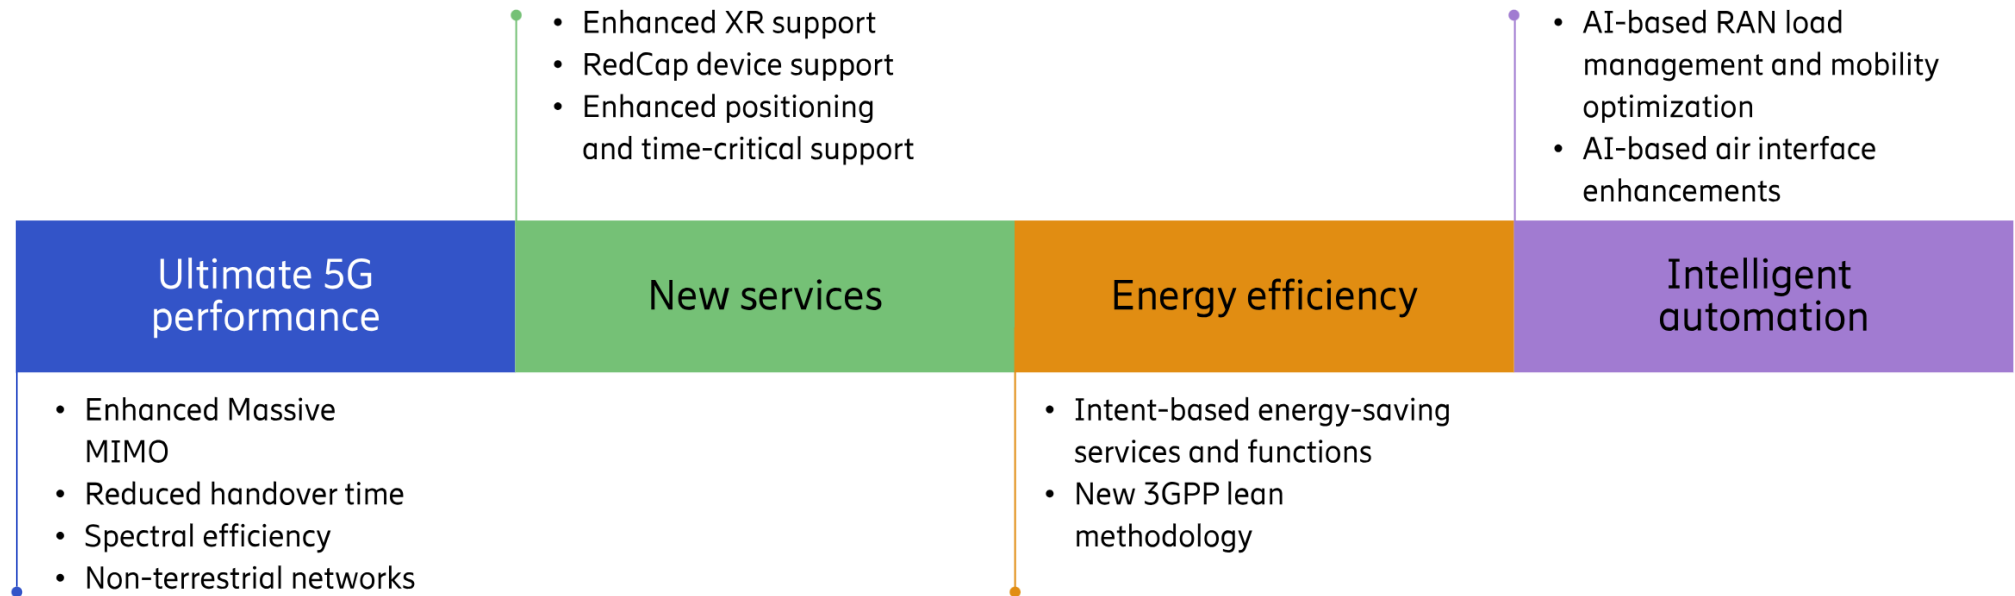 • Enhanced XR support
• RedCap device support
• Enhanced positioning
and time-critical support
• AI-based RAN load
management and mobility
optimization
• AI-based air interface
enhancements
Ultimate 5G
performance
New services
Energy efficiency
Intelligent
automation
• Enhanced Massive
MIMO
• Reduced handover time
• Spectral efficiency
• Non-terrestrial networks
• Intent-based energy-saving
services and functions
• New 3GPP lean
methodology